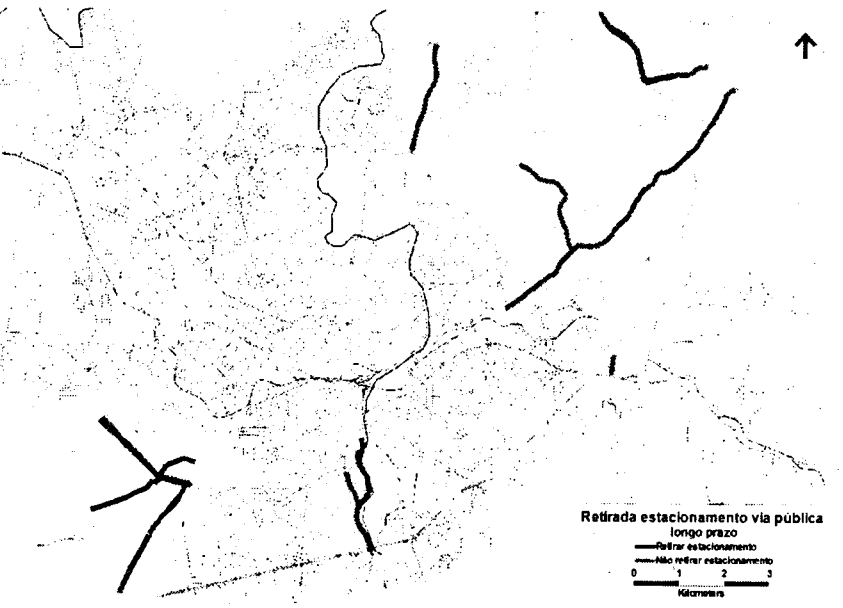 Retirada estacionamento via pública
longo prazo
Retirar estacionamento
Não retirar estacionamento
0 1 2 3
Kilometers